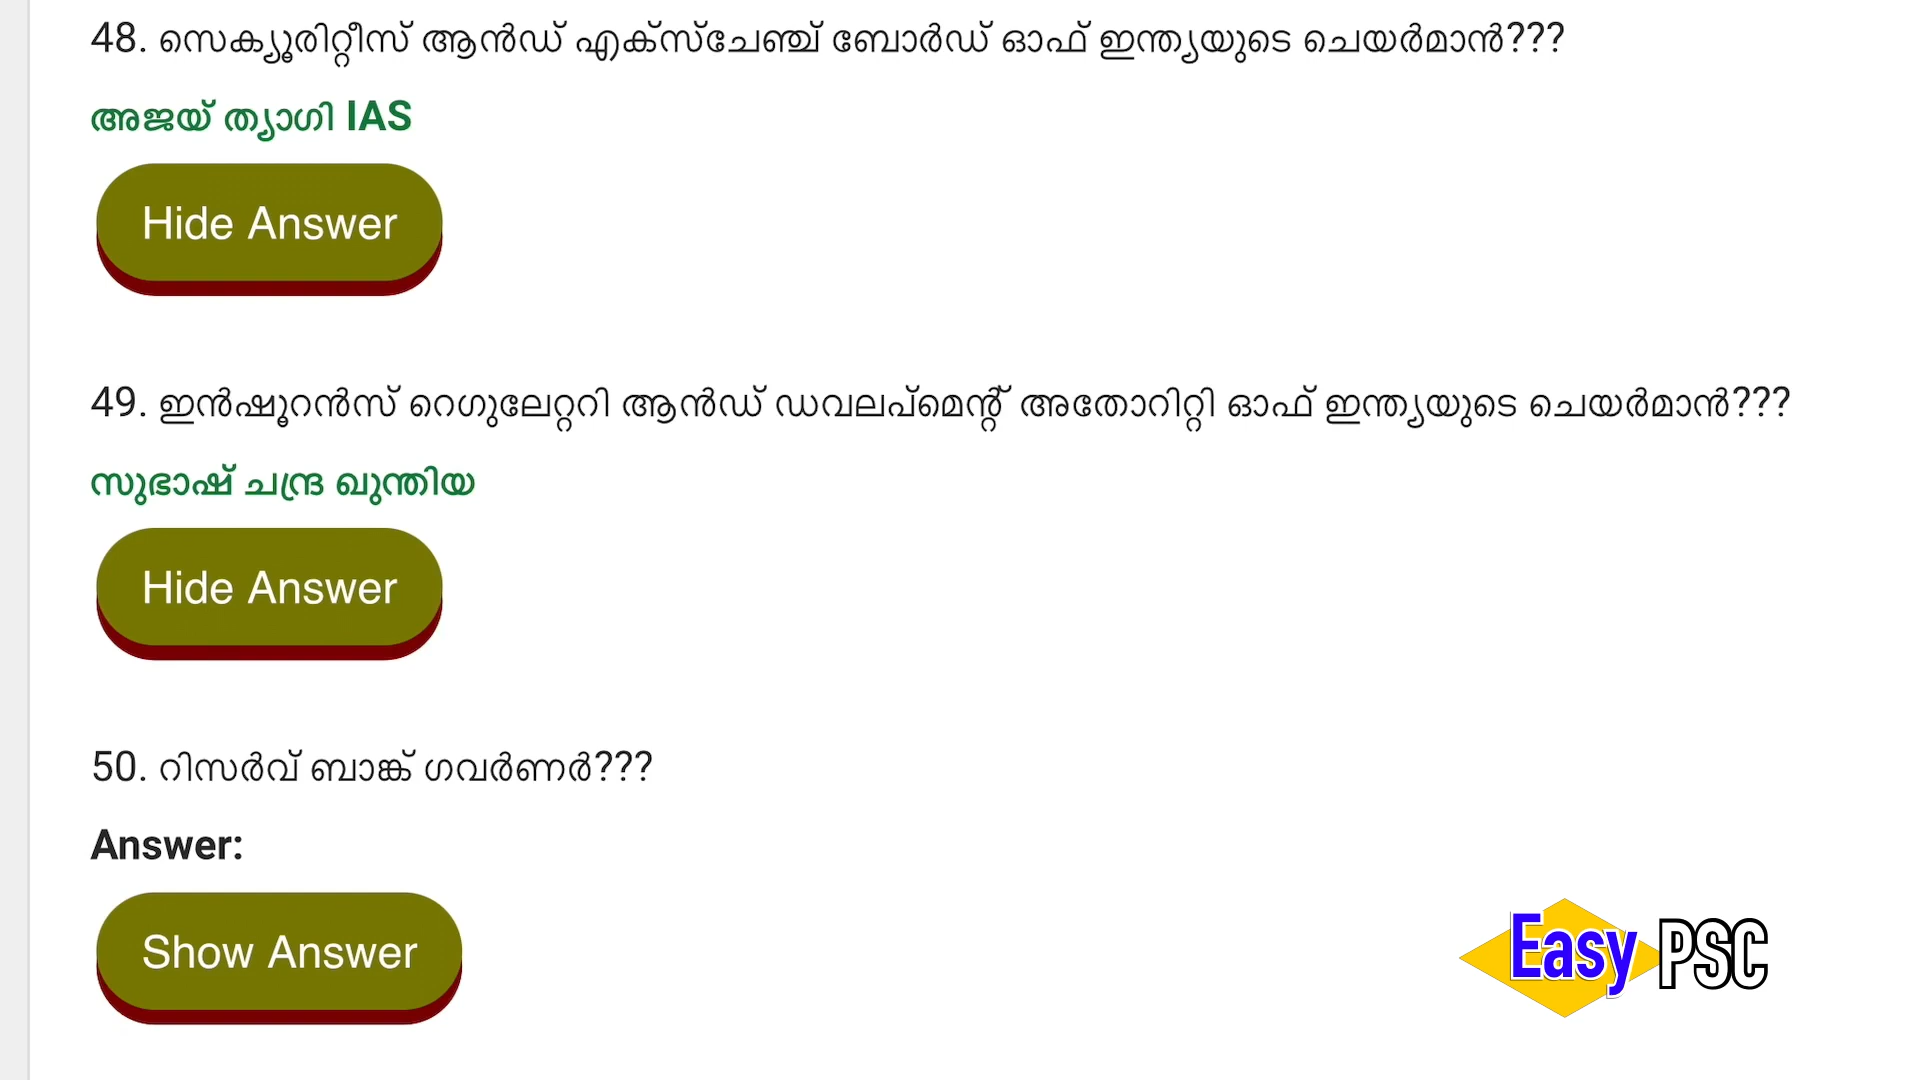 48. സെക്യൂരിറ്റീസ് ആൻഡ് എക്സ്ചേഞ്ച് ബോർഡ് ഓഫ് ഇന്ത്യയുടെ ചെയർമാൻ???
അജയ് ത്യാഗി IAS
Hide Answer
49. ഇൻഷൂറൻസ് റെഗുലേറ്ററി ആൻഡ് ഡവലപ്മെന്റ് അതോറിറ്റി ഓഫ് ഇന്ത്യയുടെ ചെയർമാൻ???
സുഭാഷ് ചന്ദ്ര ഖുന്തിയ
Hide Answer
50. റിസർവ് ബാങ്ക് ഗവർണർ???
Answer:
Show Answer
Easy PSC